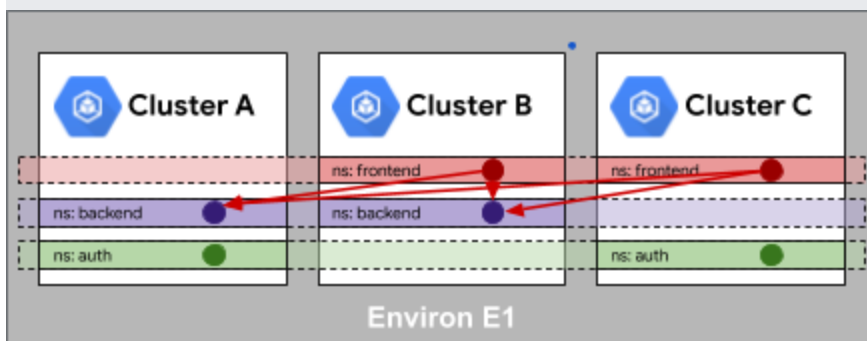 Cluster A
Cluster B
Cluster C
ns: frontend
ns: frontend
ns: backend
ns: backend
ns: auth
ns: auth
Environ E1